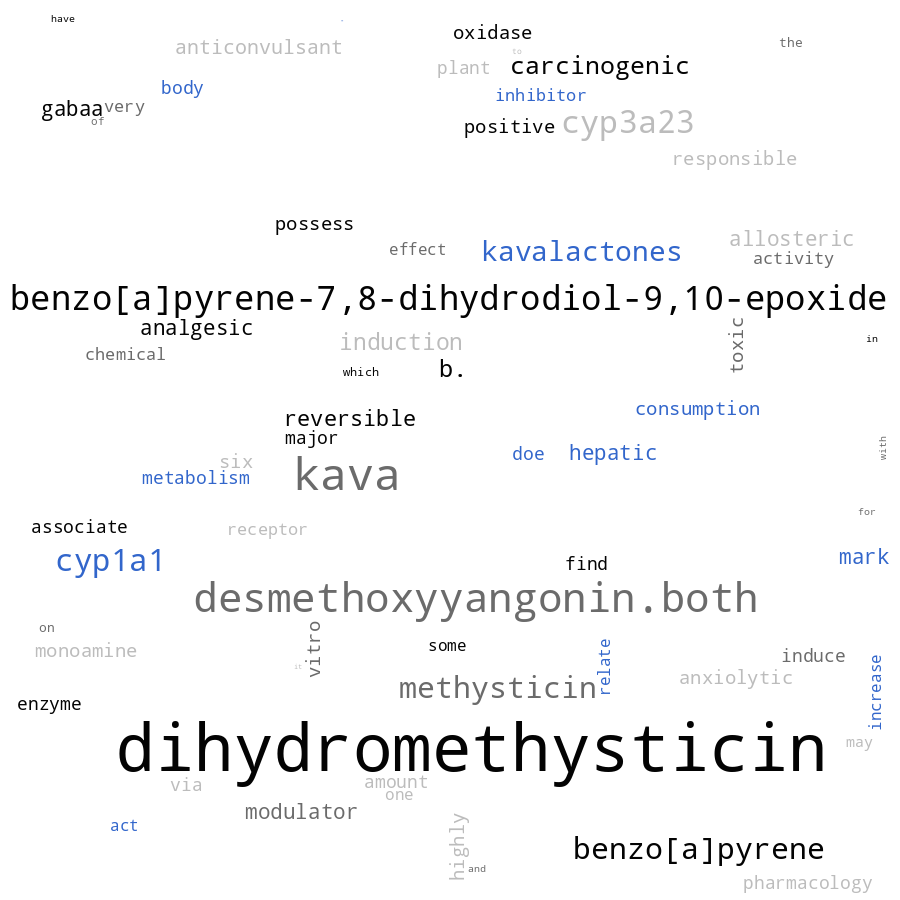 have
.
oxidase
the
anticonvulsant
to
plant
carcinogenic
body
inhibitor
gabaa
very
of
positive
cyp3a23
responsible
possess
effect
kavalactones
allosteric
activity
benzo[a]pyrene-7,8-dihydrodiol-9,10-epoxide
analgesic
induction
toxic
in
chemical
which
b.
consumption
reversible
major
doe
hepatic
with
six
metabolism
kava
for
associate
receptor
cyp1a1
find
mark
desmethoxyyangonin.both
on
monoamine
vitro
it
some
relate
induce
methysticin
anxiolytic
increase
enzyme
dihydromethysticin
may
via
amount
one
modulator
act
highly
and
benzo[a]pyrene
pharmacology